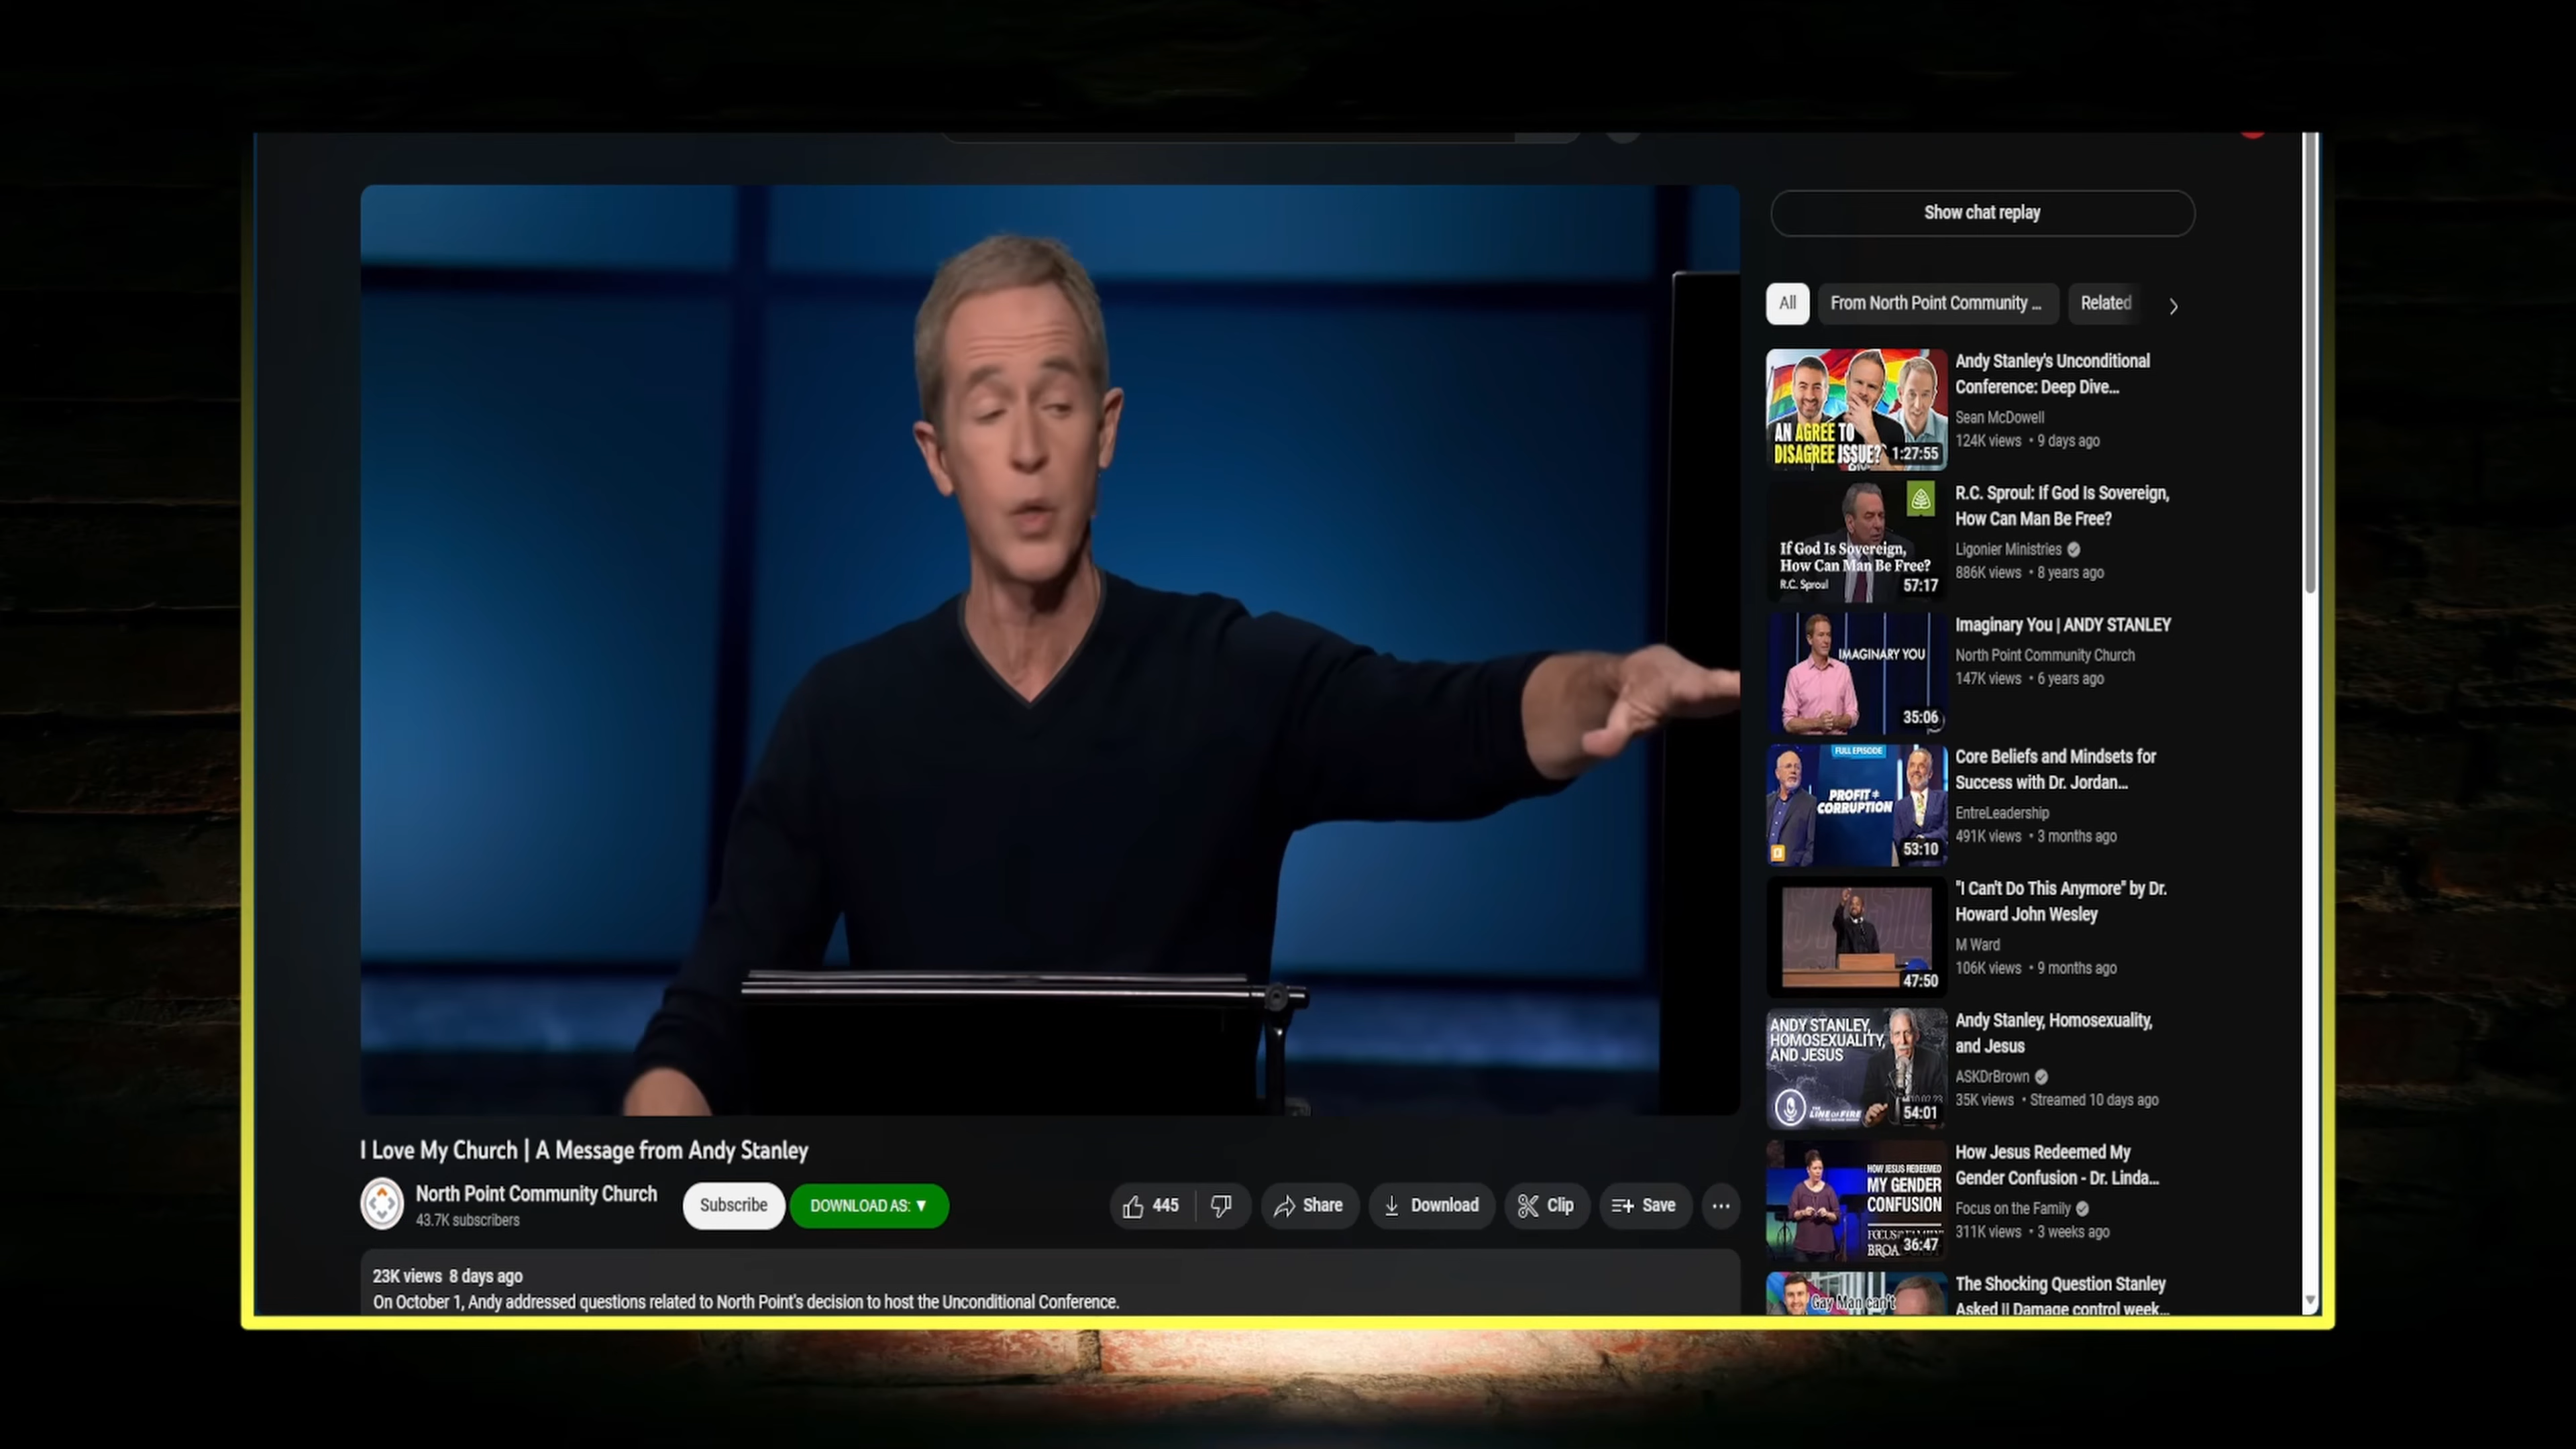 Show chat replay
All
From North Point Community ...
Related
I Love My Church | A Message from Andy Stanley
North Point Community Church
43.7K subscribers
Subscribe
DOWNLOAD AS: ▼
445
Share
Download
Clip
Save
23K views 8 days ago
On October 1, Andy addressed questions related to North Point's decision to host the Unconditional Conference.
AN AGREE TO
DISAGREE ISSUE?
1:27:55
Andy Stanley's Unconditional
Conference: Deep Dive...
Sean McDowell
124K views • 9 days ago
If God Is Sovereign,
How Can Man Be Free?
R.C. Sproul
57:17
R.C. Sproul: If God Is Sovereign,
How Can Man Be Free?
Ligonier Ministries
886K views • 8 years ago
IMAGINARY YOU
35:06
Imaginary You | ANDY STANLEY
North Point Community Church
147K views • 6 years ago
FULL EPISODE
PROFIT ≠
CORRUPTION
53:10
Core Beliefs and Mindsets for
Success with Dr. Jordan...
EntreLeadership
491K views • 3 months ago
47:50
"I Can't Do This Anymore" by Dr.
Howard John Wesley
M Ward
106K views • 9 months ago
ANDY STANLEY,
HOMOSEXUALITY,
AND JESUS
LINE OF FIRE
54:01
Andy Stanley, Homosexuality,
and Jesus
ASKDrBrown
35K views • Streamed 10 days ago
HOW JESUS REDEEMED
MY GENDER
CONFUSION
36:47
How Jesus Redeemed My
Gender Confusion - Dr. Linda...
Focus on the Family
311K views • 3 weeks ago
Gay Man can't
The Shocking Question Stanley
Asked || Damage control week...